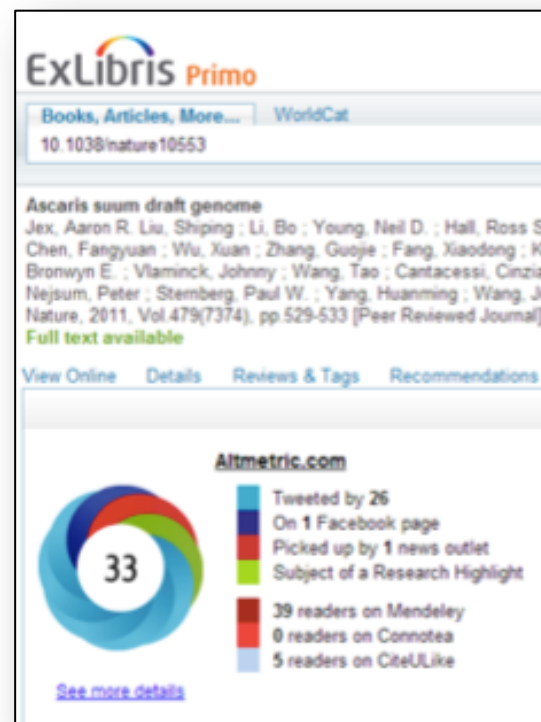 ExLibris Primo
Books, Articles, More... WorldCat
10.1038/nature10553
Ascaris suum draft genome
Jex, Aaron R. Liu, Shiping ; Li, Bo ; Young, Neil D. ; Hall, Ross S
Chen, Fangyuan ; Wu, Xuan ; Zhang, Guojie ; Fang, Xiaodong ; K
Bronwyn E. ; Vlaminck, Johnny ; Wang, Tao ; Cantacessi, Cinzia
Nejsum, Peter ; Sternberg, Paul W. ; Yang, Huanming ; Wang, J
Nature, 2011, Vol.479(7374), pp.529-533 [Peer Reviewed Journal]
Full text available
View Online Details Reviews & Tags Recommendations
Altmetric.com
33
Tweeted by 26
On 1 Facebook page
Picked up by 1 news outlet
Subject of a Research Highlight
39 readers on Mendeley
0 readers on Connotea
5 readers on CiteULike
See more details